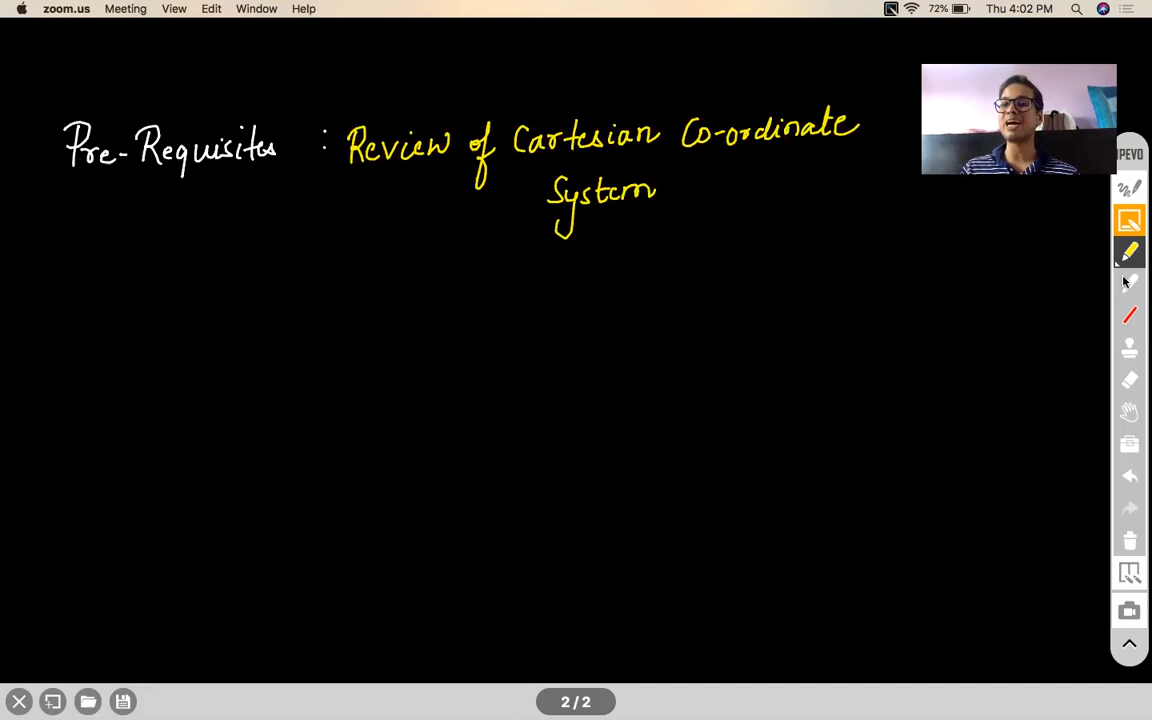 zoom.us Meeting View Edit Window Help 72% Thu 4:02 PM
Pre-Requisites : Review of Cartesian Co-ordinate
System
IPEVO
2/2